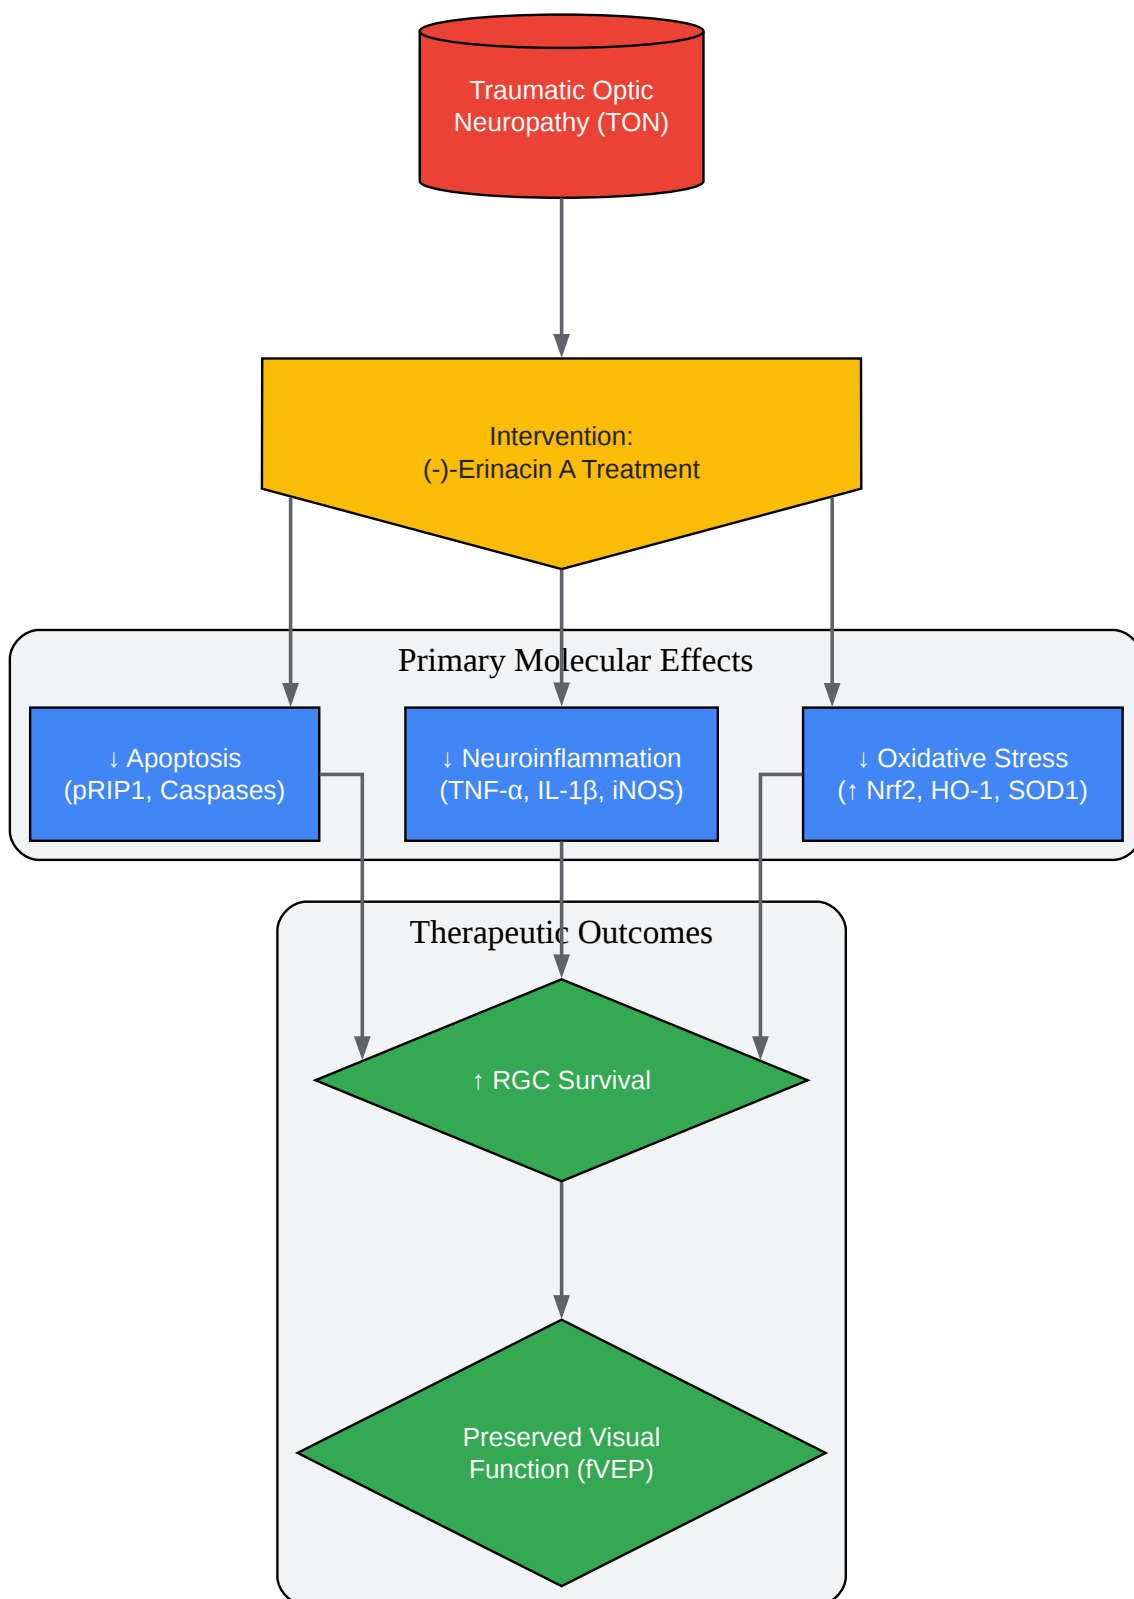 Traumatic Optic
Neuropathy (TON)
Intervention:
(-)-Erinacin A Treatment
Primary Molecular Effects
↓ Apoptosis
(pRIP1, Caspases)
↓ Neuroinflammation
(TNF-α, IL-1β, iNOS)
↓ Oxidative Stress
(↑ Nrf2, HO-1, SOD1)
Therapeutic Outcomes
↑ RGC Survival
Preserved Visual
Function (fVEP)